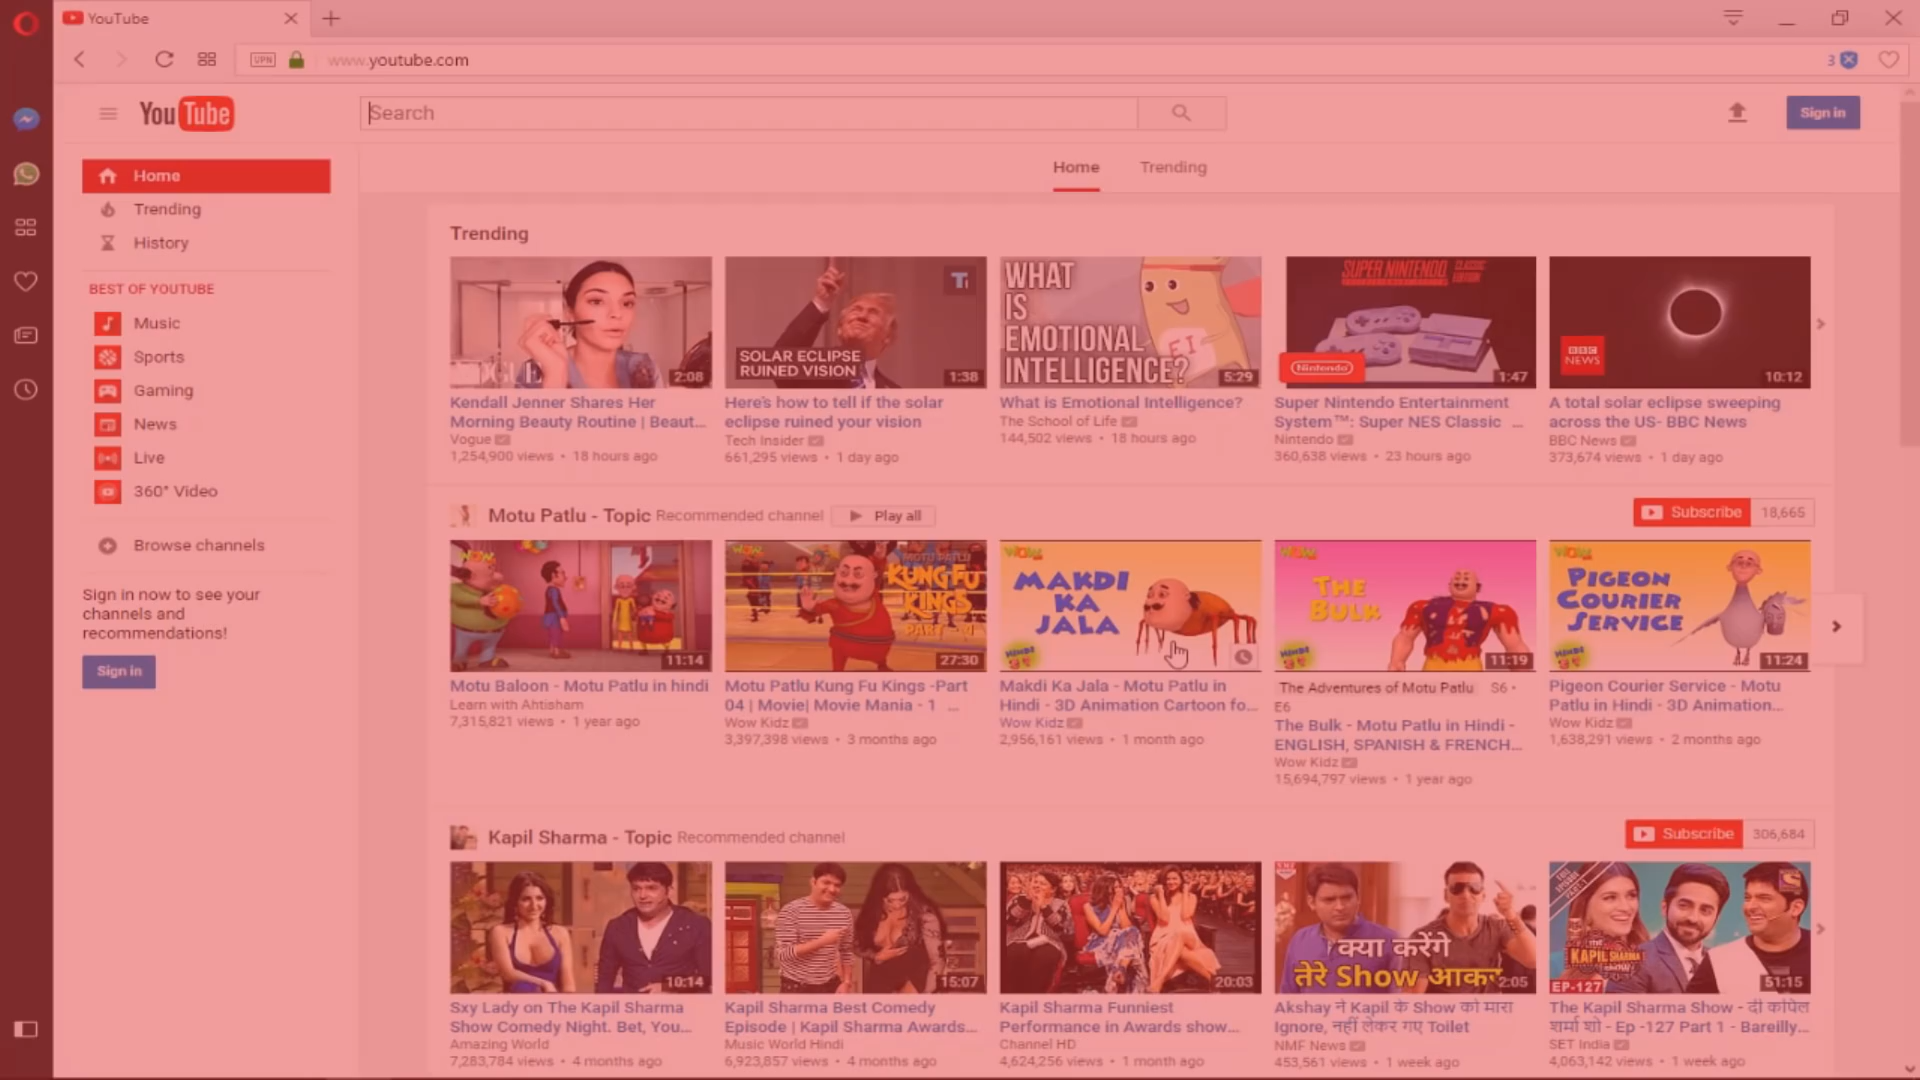 YouTube
VPN
www.youtube.com
3
YouTube
Search
Sign in
Home
Trending
History
BEST OF YOUTUBE
Music
Sports
Gaming
News
Live
360° Video
Browse channels
Sign in now to see your
channels and
recommendations!
Sign in
Home
Trending
Trending
VOGUE
2:08
SOLAR ECLIPSE
RUINED VISION
1:38
WHAT
IS
EMOTIONAL
INTELLIGENCE?
EI
5:29
SUPER NINTENDO
Nintendo
1:47
BBC
NEWS
10:12
Kendall Jenner Shares Her
Morning Beauty Routine | Beaut...
Vogue
1,254,900 views • 18 hours ago
Here's how to tell if the solar
eclipse ruined your vision
Tech Insider
661,295 views • 1 day ago
What is Emotional Intelligence?
The School of Life
144,502 views • 18 hours ago
Super Nintendo Entertainment
System™: Super NES Classic ...
Nintendo
360,638 views • 23 hours ago
A total solar eclipse sweeping
across the US- BBC News
BBC News
373,674 views • 1 day ago
Motu Patlu - Topic Recommended channel
Play all
Subscribe 18,665
WOW
11:14
WOW
MOTU PATLU
KUNG FU
KINGS
27:30
WOW
MAKDI
KA
JALA
WOW
THE
BULK
11:19
WOW
PIGEON
COURIER
SERVICE
11:24
Motu Baloon - Motu Patlu in hindi
Learn with Ahtisham
7,315,821 views • 1 year ago
Motu Patlu Kung Fu Kings -Part
04 | Movie| Movie Mania - 1 ...
Wow Kidz
3,397,398 views • 3 months ago
Makdi Ka Jala - Motu Patlu in
Hindi - 3D Animation Cartoon fo...
Wow Kidz
2,956,161 views • 1 month ago
The Adventures of Motu Patlu S6 •
E6
The Bulk - Motu Patlu in Hindi -
ENGLISH, SPANISH & FRENCH...
Wow Kidz
15,694,797 views • 1 year ago
Pigeon Courier Service - Motu
Patlu in Hindi - 3D Animation...
Wow Kidz
1,638,291 views • 2 months ago
Kapil Sharma - Topic Recommended channel
Subscribe 306,684
10:14
15:07
20:03
क्या करेंगे
तेरे Show आकर
2:05
KAPIL SHARMA
EP-127
51:15
Sxy Lady on The Kapil Sharma
Show Comedy Night. Bet, You...
Amazing World
7,283,784 views • 4 months ago
Kapil Sharma Best Comedy
Episode | Kapil Sharma Awards...
Music World Hindi
6,923,857 views • 4 months ago
Kapil Sharma Funniest
Performance in Awards show...
Channel HD
4,624,256 views • 1 month ago
Akshay ने Kapil के Show को मारा
Ignore, नहीं लेकर गए Toilet
NMF News
453,561 views • 1 week ago
The Kapil Sharma Show - दी कपिल
शर्मा शो - Ep -127 Part 1 - Bareilly...
SET India
4,063,142 views • 1 week ago